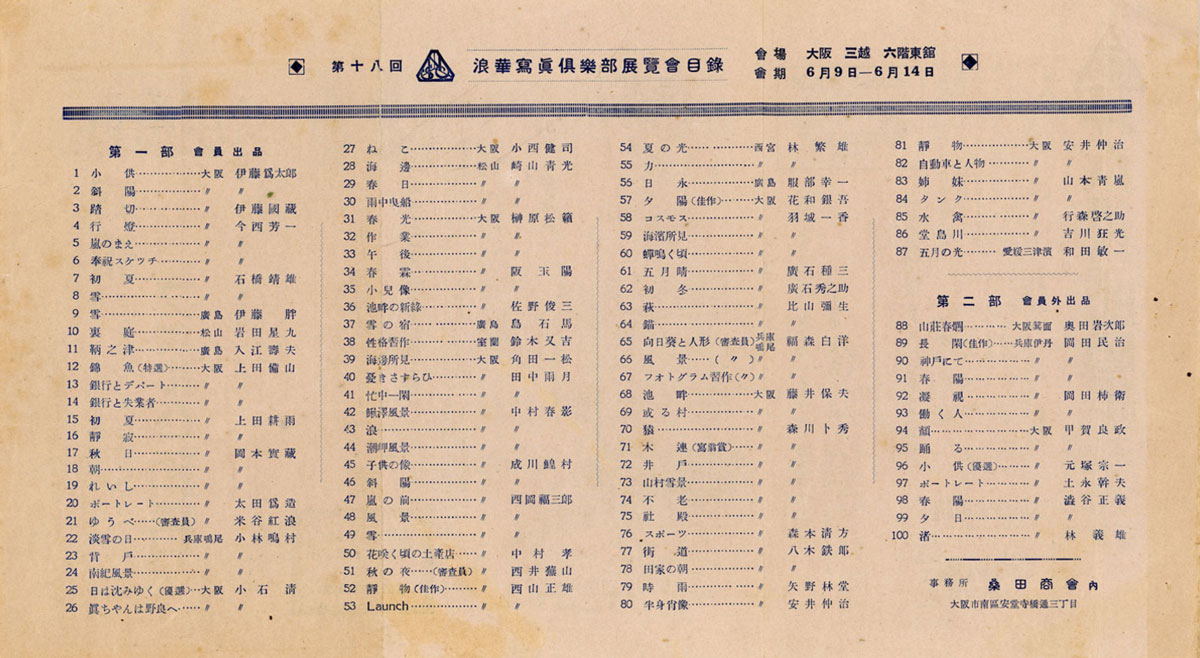 第十八回 浪華寫眞俱樂部展覽會目錄
會場 大阪 三越 六階東舘
會期 6月9日—6月14日
第一部 會員出品
1 小供……………大阪 伊藤爲太郎
2 斜陽……………〃 〃
3 踏切……………〃 伊藤國藏
4 行燈……………〃 今西芳一
5 嵐のまえ…………〃 〃
6 奉祝スケツチ……〃 〃
7 初夏……………〃 石橋靖雄
8 雪………………〃 〃
9 雪………………廣島 伊藤胖
10 裏庭……………松山 岩田星九
11 鞆之津…………廣島 入江壽夫
12 錦魚(特選)……大阪 上田備山
13 銀行とデパート……〃 〃
14 銀行と失業者……〃 〃
15 初夏……………〃 上田耕雨
16 靜寂……………〃 〃
17 秋日……………〃 岡本實藏
18 朝………………〃 〃
19 れいし…………〃 〃
20 ポートレート……〃 太田爲造
21 ゆうべ……(審査員)〃 米谷紅浪
22 淡雪の日………兵庫鳴尾 小林鳴村
23 背戸……………〃 〃
24 南紀風景………〃 〃
25 日は沈みゆく(優選)…大阪 小石淸
26 眞ちやんは野良へ……〃 〃
27 ねこ……………大阪 小西健司
28 海邊……………松山 崎山青光
29 春日……………〃 〃
30 雨中曳船………〃 〃
31 春光……………大阪 榊原松籟
32 作業……………〃 〃
33 午後……………〃 〃
34 春霖……………〃 阪玉陽
35 小兒像…………〃 〃
36 池畔の新綠……〃 佐野俊三
37 雪の宿…………廣島 島石馬
38 性格習作………室蘭 鈴木又吉
39 海濱所見………大阪 角田一松
40 憂きさすらひ……〃 田中雨月
41 忙中一閑………〃 〃
42 鰍澤風景………〃 中村春影
43 浪………………〃 〃
44 潮岬風景………〃 〃
45 子供の像………〃 成川鯹村
46 斜陽……………〃 〃
47 嵐の前…………〃 西岡福三郎
48 風景……………〃 〃
49 雪………………〃 〃
50 花咲く頃の土產店……〃 中村孝
51 秋の夜……(審査員)〃 西井蕪山
52 靜物(佳作)……〃 西山正雄
53 Launch…………〃 〃
54 夏の光…………西宮 林繁雄
55 力………………〃 〃
56 日永……………廣島 服部幸一
57 夕陽(佳作)……大阪 花和銀吾
58 コスモス………〃 羽城一香
59 海濱所見………〃 〃
60 蟬鳴く頃………〃 〃
61 五月晴…………〃 廣石種三
62 初冬……………〃 廣石秀之助
63 萩………………〃 比山彌生
64 錨………………〃 〃
65 向日葵と人形(審査員)兵庫鳴尾 福森白洋
66 風景……(〃)〃 〃
67 フオトグラム習作(〃)〃 〃
68 池畔……………大阪 藤井保夫
69 或る村…………〃 〃
70 猿………………〃 森川卜秀
71 木連(寫翁賞)……〃 〃
72 井戶……………〃 〃
73 山村雪景………〃 〃
74 不老……………〃 〃
75 社殿……………〃 〃
76 スポーツ………〃 森本清方
77 街道……………〃 八木鉄郎
78 田家の朝………〃 〃
79 時雨……………〃 矢野林堂
80 半身肖像………〃 安井仲治
81 靜物……………大阪 安井仲治
82 自動車と人物……〃 〃
83 姉妹……………〃 山本青嵐
84 タンク…………〃 〃
85 水禽……………〃 行森啓之助
86 堂島川…………〃 吉川狂光
87 五月の光……愛媛三津濱 和田敏一
第二部 會員外出品
88 山莊春烟………大阪箕面 奥田岩次郎
89 長閑(佳作)……兵庫伊丹 岡田民治
90 神戸にて………〃 〃
91 春陽……………〃 〃
92 凝視……………〃 岡田柿衛
93 働く人…………〃 〃
94 顏………………大阪 甲賀良政
95 踊る……………〃 〃
96 小供(優選)……〃 元塚宗一
97 ポートレート……〃 土永幹夫
98 春陽……………〃 澁谷正義
99 夕日……………〃 〃
100 渚………………〃 林義雄
事務所 桑田商會內
大阪市南區安堂寺橋通三丁目